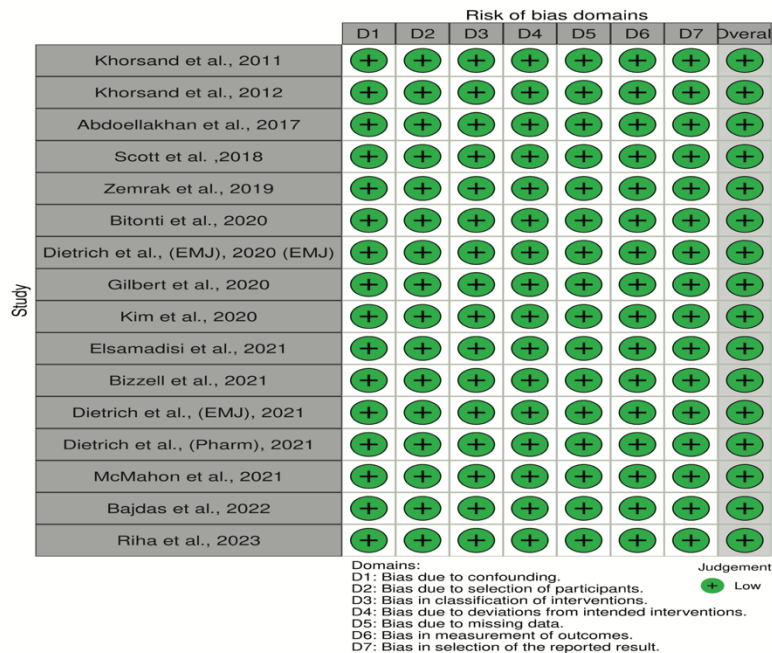 Risk of bias domains
D1 D2 D3 D4 D5 D6 D7 Overall
Study
Khorsand et al., 2011
Khorsand et al., 2012
Abdoellakhan et al., 2017
Scott et al. ,2018
Zemrak et al., 2019
Bitonti et al., 2020
Dietrich et al., (EMJ), 2020 (EMJ)
Gilbert et al., 2020
Kim et al., 2020
Elsamadisi et al., 2021
Bizzell et al., 2021
Dietrich et al., (EMJ), 2021
Dietrich et al., (Pharm), 2021
McMahon et al., 2021
Bajdas et al., 2022
Riha et al., 2023
Domains:
D1: Bias due to confounding.
D2: Bias due to selection of participants.
D3: Bias in classification of interventions.
D4: Bias due to deviations from intended interventions.
D5: Bias due to missing data.
D6: Bias in measurement of outcomes.
D7: Bias in selection of the reported result.
Judgement
+ Low